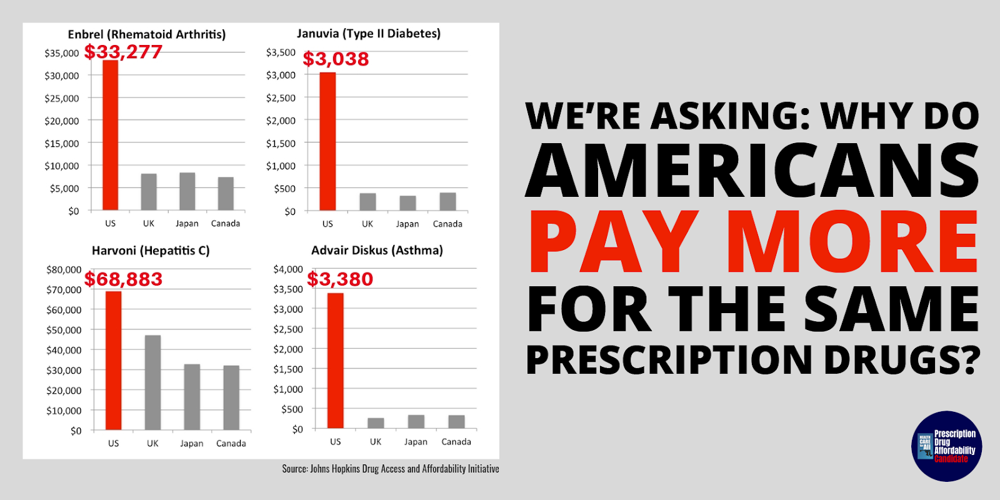 Enbrel (Rhematoid Arthritis)
$33,277
$35,000
$30,000
$25,000
$20,000
$15,000
$10,000
$5,000
$0
US UK Japan Canada
Januvia (Type II Diabetes)
$3,038
$3,500
$3,000
$2,500
$2,000
$1,500
$1,000
$500
$0
US UK Japan Canada
Harvoni (Hepatitis C)
$68,883
$80,000
$70,000
$60,000
$50,000
$40,000
$30,000
$20,000
$10,000
$0
US UK Japan Canada
Advair Diskus (Asthma)
$3,380
$4,000
$3,500
$3,000
$2,500
$2,000
$1,500
$1,000
$500
$0
US UK Japan Canada
Source: Johns Hopkins Drug Access and Affordability Initiative
WE'RE ASKING: WHY DO
AMERICANS
PAY MORE
FOR THE SAME
PRESCRIPTION DRUGS?
HEALTH
CARE
for
All
Prescription
Drug
Affordability
Candidate